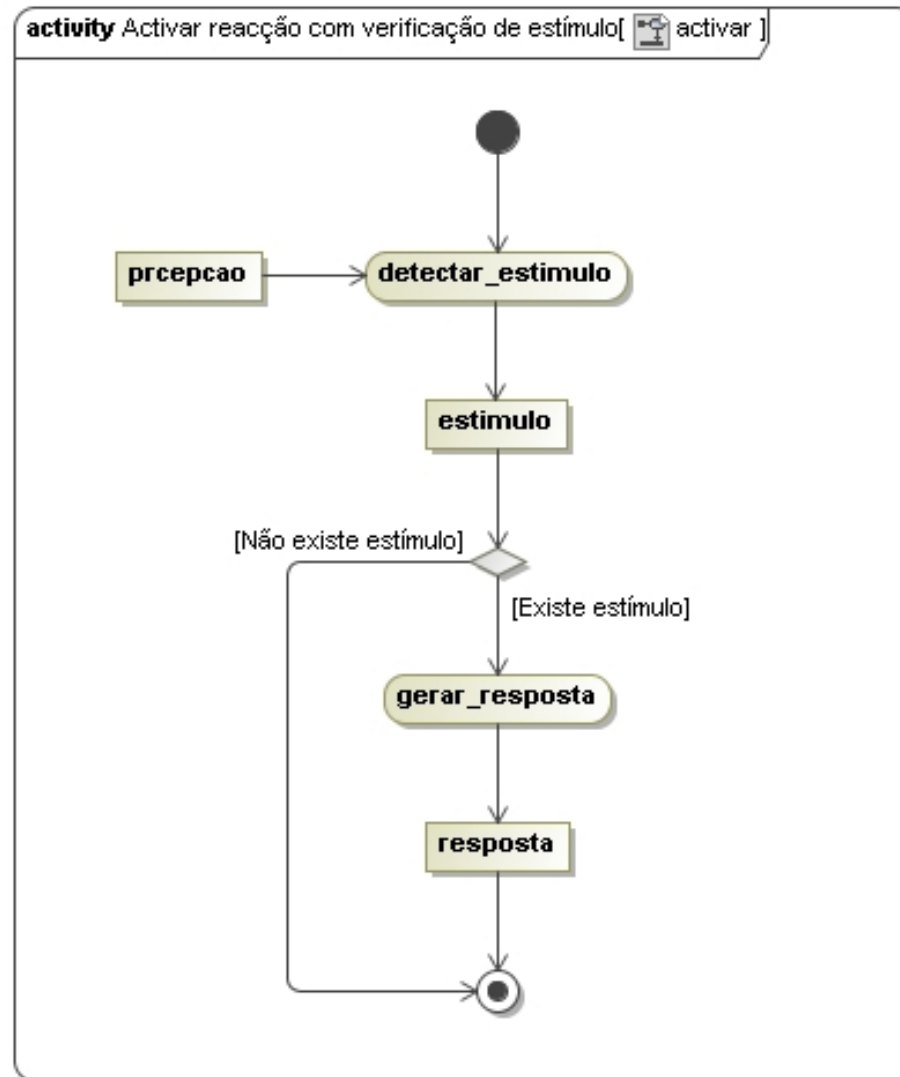 activity Activar reacção com verificação de estímulo[ activar ]
prcepcao
detectar_estimulo
estimulo
[Não existe estímulo]
[Existe estímulo]
gerar_resposta
resposta